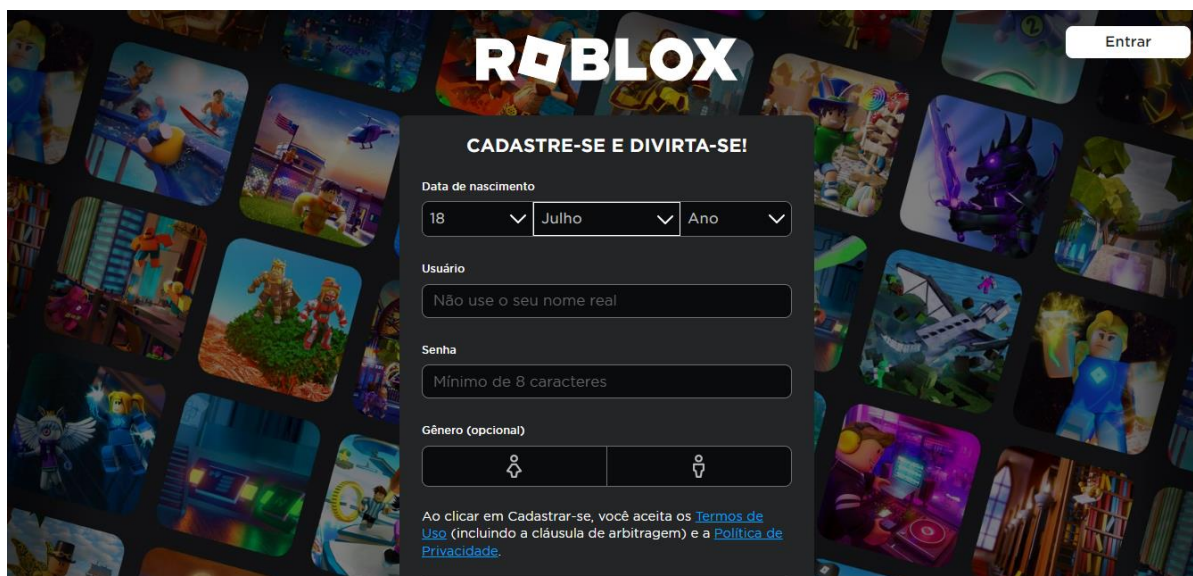 ROBLOX
Entrar
CADASTRE-SE E DIVIRTA-SE!
Data de nascimento
18 Julho Ano
Usuário
Não use o seu nome real
Senha
Mínimo de 8 caracteres
Gênero (opcional)
Ao clicar em Cadastrar-se, você aceita os Termos de
Uso (incluindo a cláusula de arbitragem) e a Política de
Privacidade.